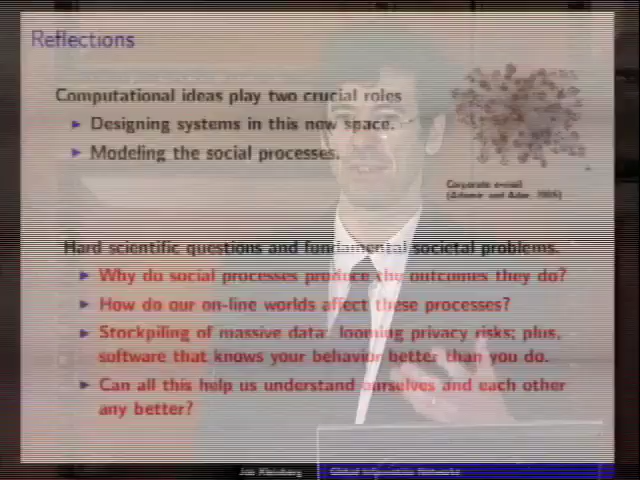 Reflections
Computational ideas play two crucial roles
Designing systems in this new space.
Modeling the social processes.
Corporate e-mail
(Adamic and Adar, 2005)
Hard scientific questions and fundamental societal problems.
Why do social processes produce the outcomes they do?
How do our on-line worlds affect these processes?
Stockpiling of massive data: looming privacy risks; plus,
software that knows your behavior better than you do.
Can all this help us understand ourselves and each other
any better?
Jon Kleinberg
Global Information Networks